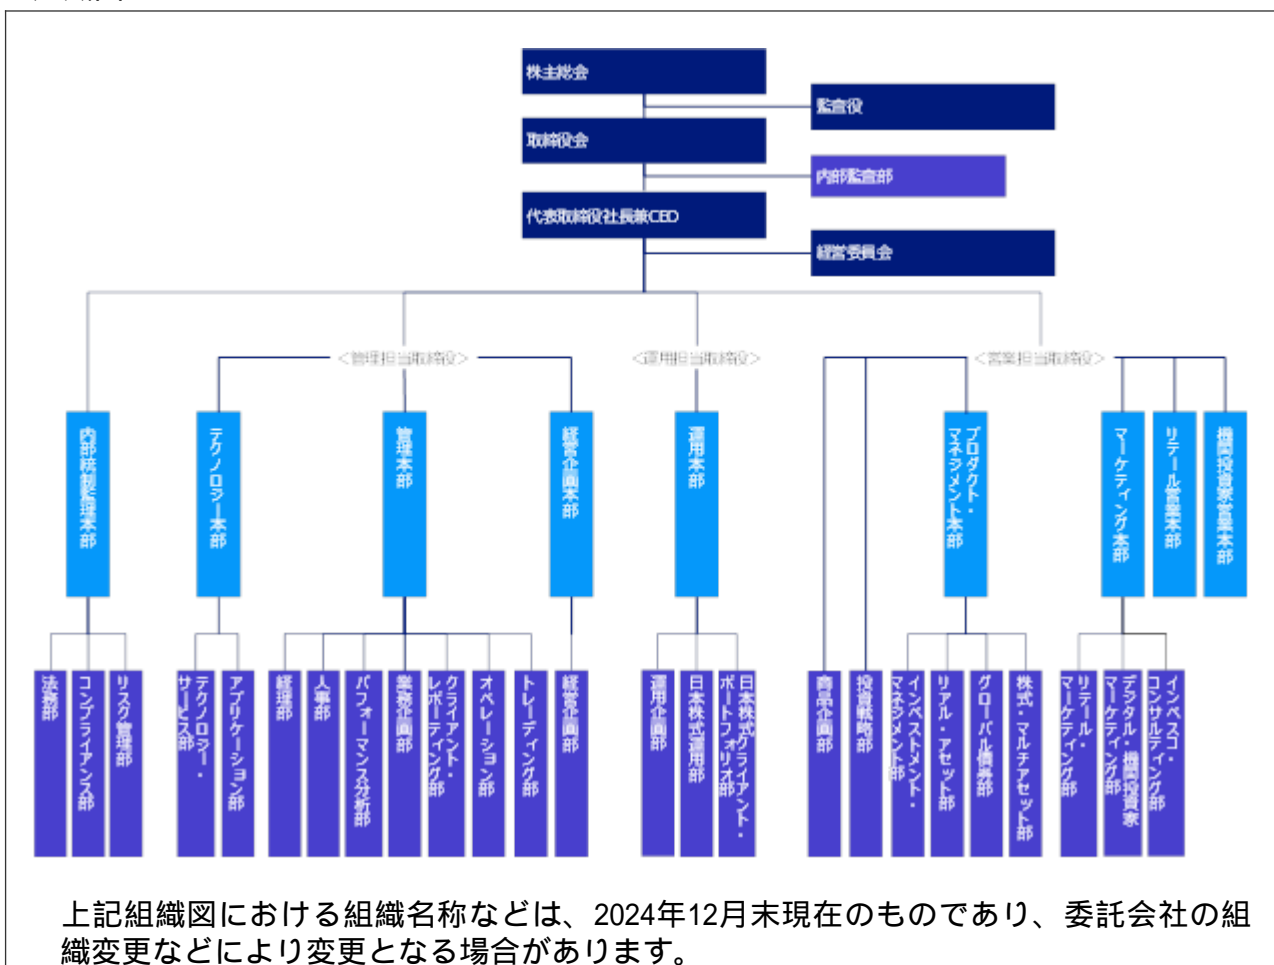 株主総会
監査役
取締役会
内部監査部
代表取締役社長兼CEO
経営委員会
＜管理担当取締役＞
＜運用担当取締役＞
＜営業担当取締役＞
内部統制監理本部
テクノロジー本部
管理本部
経営企画本部
運用本部
プロダクト・
マネジメント本部
マーケティング本部
リテール営業本部
機関投資家営業本部
法務部
コンプライアンス部
リスク管理部
テクノロジー・
サービス部
アプリケーション部
経理部
人事部
パフォーマンス分析部
業務企画部
クライアント・
レポーティング部
オペレーション部
トレーディング部
経営企画部
運用企画部
日本株式運用部
日本株式クライアント・
ポートフォリオ部
商品企画部
投資戦略部
インベストメント・
マネジメント部
リアル・アセット部
グローバル債券部
株式・マルチアセット部
リテール・
マーケティング部
デジタル・機関投資家
マーケティング部
インベスコ・
コンサルティング部
上記組織図における組織名称などは、2024年12月末現在のものであり、委託会社の組
織変更などにより変更となる場合があります。